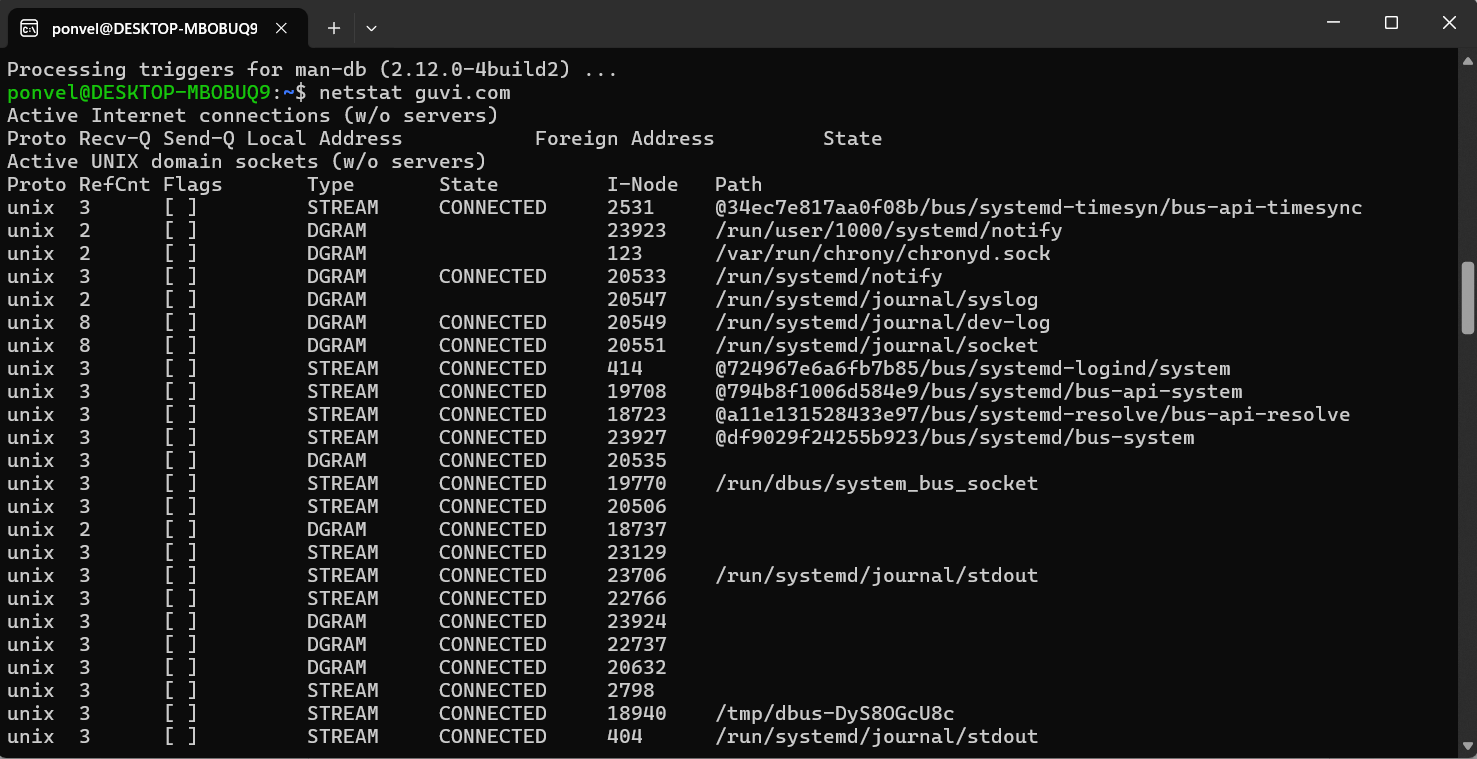 ponvel@DESKTOP-MBOBUQ9
Processing triggers for man-db (2.12.0-4build2) ...
ponvel@DESKTOP-MBOBUQ9:~$ netstat guvi.com
Active Internet connections (w/o servers)
Proto Recv-Q Send-Q Local Address           Foreign Address         State
Active UNIX domain sockets (w/o servers)
Proto RefCnt Flags       Type       State         I-Node   Path
unix  3      [ ]         STREAM     CONNECTED     2531     @34ec7e817aa0f08b/bus/systemd-timesyn/bus-api-timesync
unix  2      [ ]         DGRAM                    23923    /run/user/1000/systemd/notify
unix  2      [ ]         DGRAM                    123      /var/run/chrony/chronyd.sock
unix  3      [ ]         DGRAM      CONNECTED     20533    /run/systemd/notify
unix  2      [ ]         DGRAM                    20547    /run/systemd/journal/syslog
unix  8      [ ]         DGRAM      CONNECTED     20549    /run/systemd/journal/dev-log
unix  8      [ ]         DGRAM      CONNECTED     20551    /run/systemd/journal/socket
unix  3      [ ]         STREAM     CONNECTED     414      @724967e6a6fb7b85/bus/systemd-logind/system
unix  3      [ ]         STREAM     CONNECTED     19708    @794b8f1006d584e9/bus/systemd/bus-api-system
unix  3      [ ]         STREAM     CONNECTED     18723    @a11e131528433e97/bus/systemd-resolve/bus-api-resolve
unix  3      [ ]         STREAM     CONNECTED     23927    @df9029f24255b923/bus/systemd/bus-system
unix  3      [ ]         DGRAM      CONNECTED     20535
unix  3      [ ]         STREAM     CONNECTED     19770    /run/dbus/system_bus_socket
unix  3      [ ]         STREAM     CONNECTED     20506
unix  2      [ ]         DGRAM      CONNECTED     18737
unix  3      [ ]         STREAM     CONNECTED     23129
unix  3      [ ]         STREAM     CONNECTED     23706    /run/systemd/journal/stdout
unix  3      [ ]         STREAM     CONNECTED     22766
unix  3      [ ]         DGRAM      CONNECTED     23924
unix  3      [ ]         DGRAM      CONNECTED     22737
unix  3      [ ]         DGRAM      CONNECTED     20632
unix  3      [ ]         STREAM     CONNECTED     2798
unix  3      [ ]         STREAM     CONNECTED     18940    /tmp/dbus-DyS8OGcU8c
unix  3      [ ]         STREAM     CONNECTED     404      /run/systemd/journal/stdout